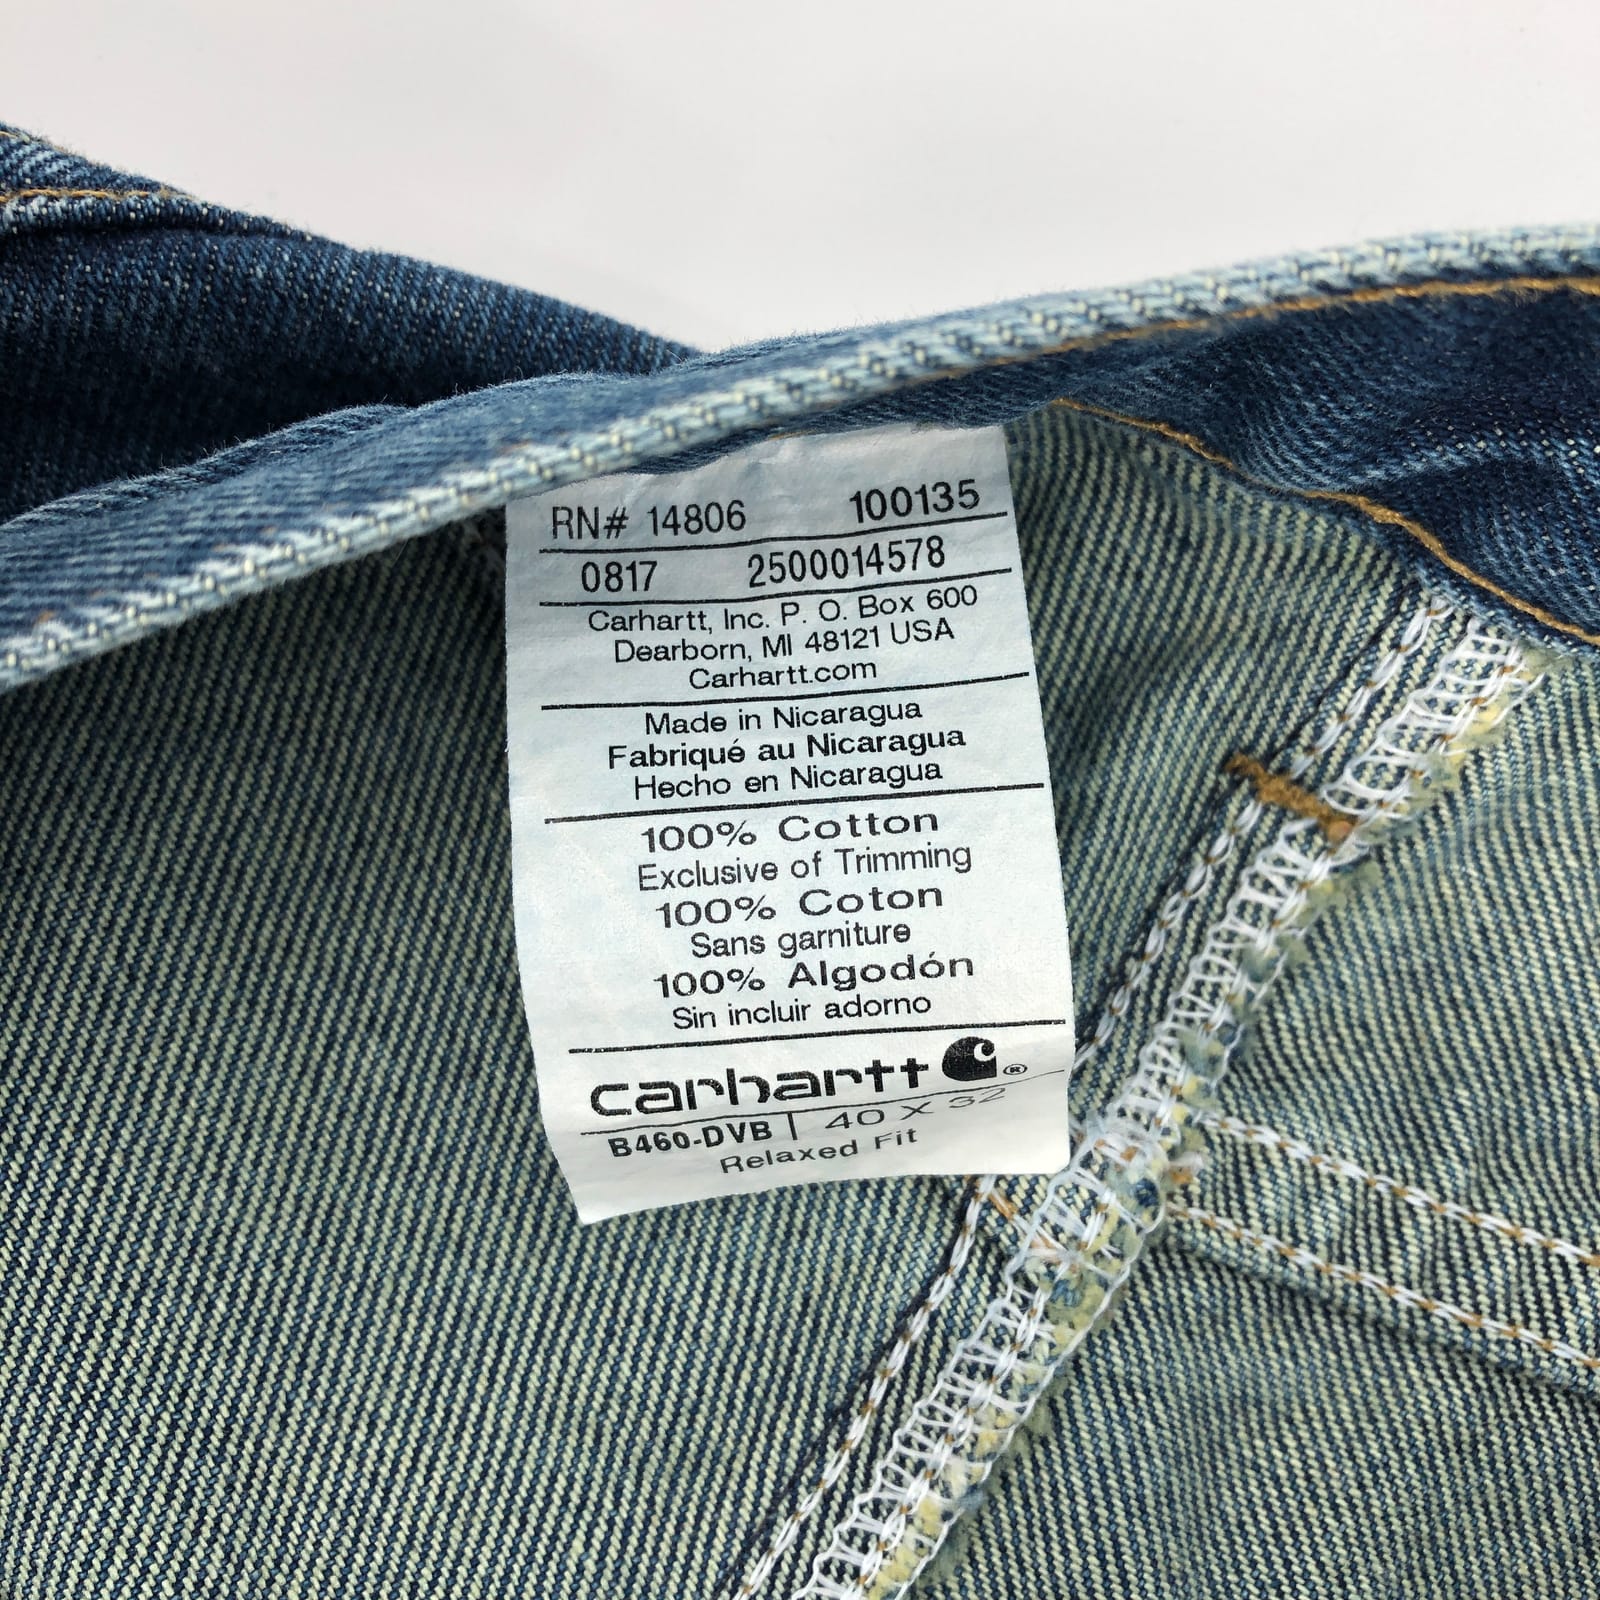 RN# 14806 100135
0817 2500014578
Carhartt, Inc. P. O. Box 600
Dearborn, MI 48121 USA
Carhartt.com
Made in Nicaragua
Fabriqué au Nicaragua
Hecho en Nicaragua
100% Cotton
Exclusive of Trimming
100% Coton
Sans garniture
100% Algodón
Sin incluir adorno
carhartt ®
B460-DVB | 40 X 32
Relaxed Fit